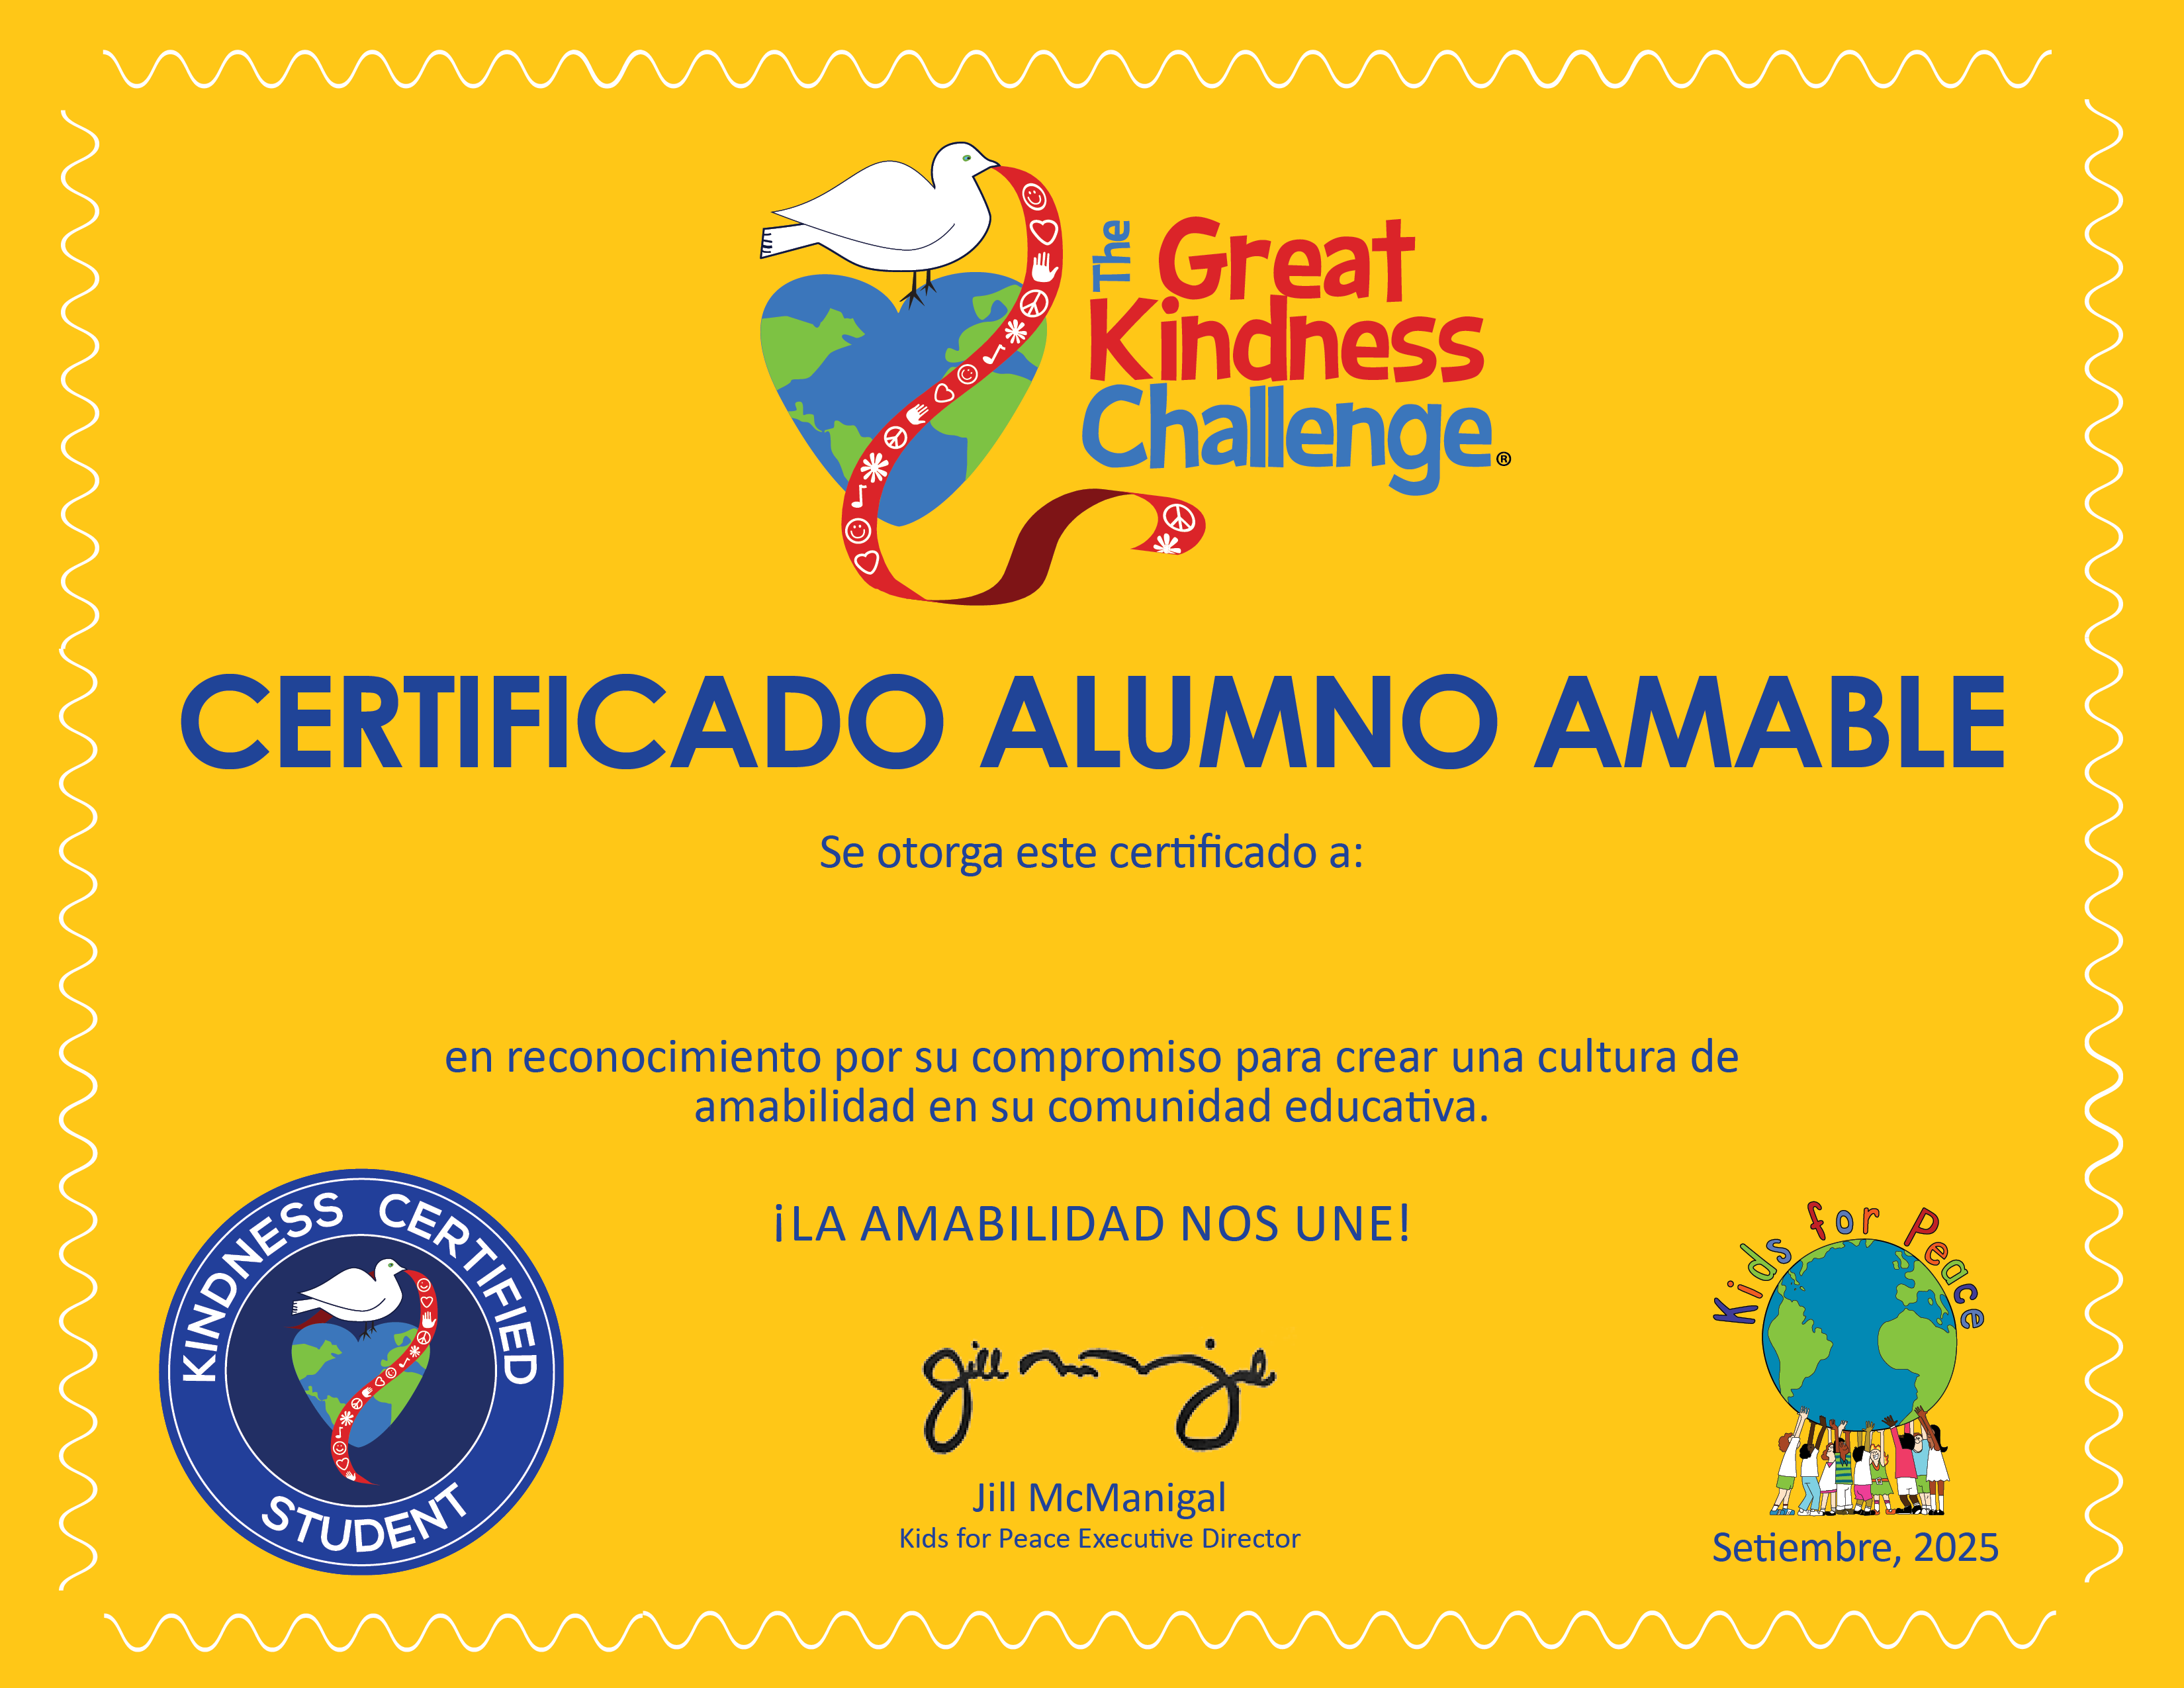 The Great
Kindness
Challenge®
CERTIFICADO ALUMNO AMABLE
Se otorga este certificado a:
en reconocimiento por su compromiso para crear una cultura de
amabilidad en su comunidad educativa.
¡LA AMABILIDAD NOS UNE!
KINDNESS CERTIFIED
STUDENT
Jill McManigal
Kids for Peace Executive Director
Kids for Peace
Setiembre, 2025